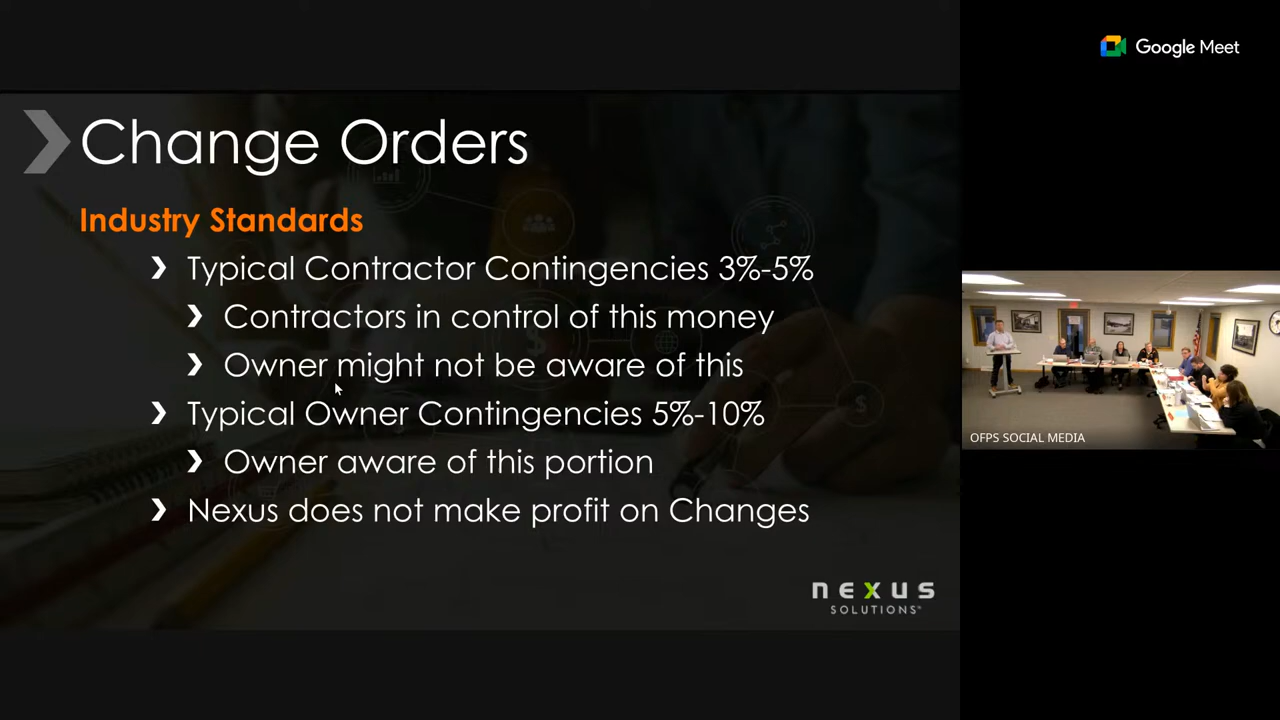 Google Meet
Change Orders
Industry Standards
Typical Contractor Contingencies 3%-5%
Contractors in control of this money
Owner might not be aware of this
Typical Owner Contingencies 5%-10%
Owner aware of this portion
Nexus does not make profit on Changes
nexus
SOLUTIONS™
OFPS SOCIAL MEDIA